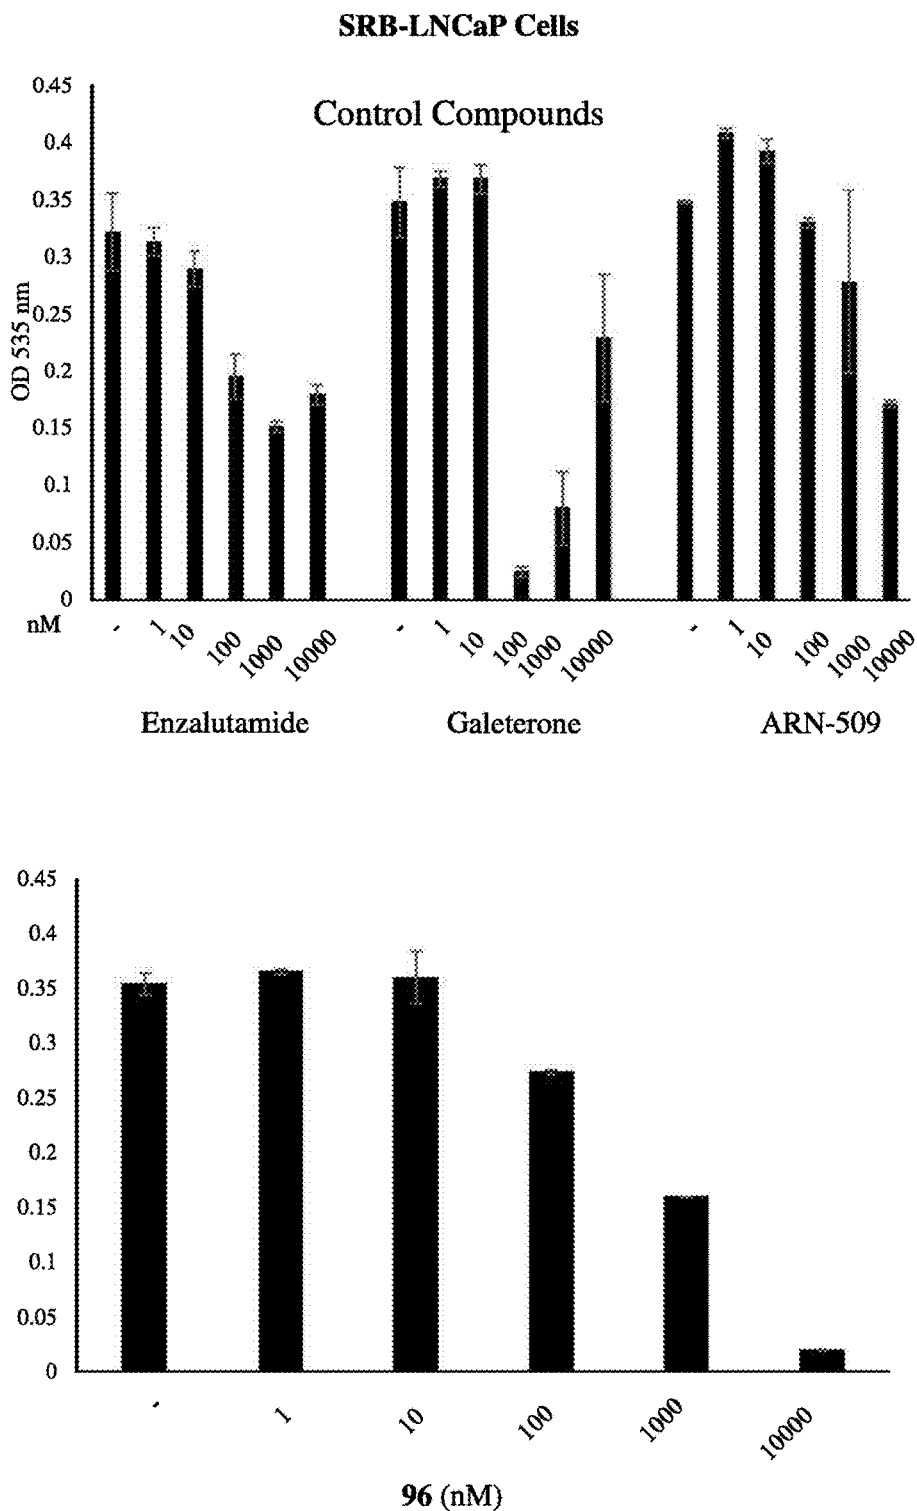 SRB-LNCaP Cells
Control Compounds
OD 535 nm
0.45
0.4
0.35
0.3
0.25
0.2
0.15
0.1
0.05
0
nM - 1 10 100 1000 10000 - 1 10 100 1000 10000 - 1 10 100 1000 10000
Enzalutamide Galeterone ARN-509
0.45
0.4
0.35
0.3
0.25
0.2
0.15
0.1
0.05
0
- 1 10 100 1000 10000
96 (nM)